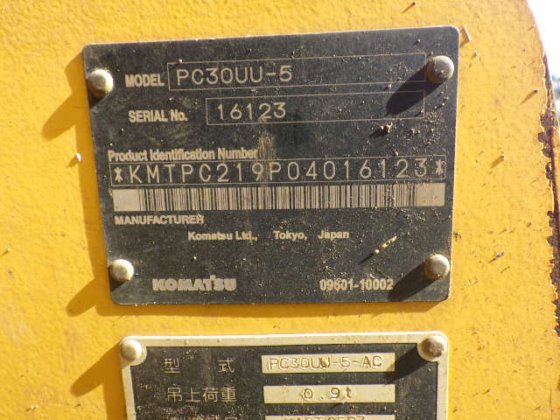 MODEL PC30UU-5
SERIAL No. 16123
Product Identification Number
*KMTPC219P04016123*
MANUFACTURER
Komatsu Ltd., Tokyo, Japan
KOMATSU 09601-10002
型式 PC30UU-5-AC
吊上荷重 0.9t